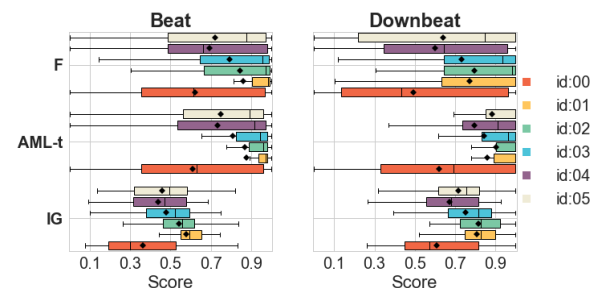 Beat Downbeat
F
AML-t
IG
id:00
id:01
id:02
id:03
id:04
id:05
0.1 0.3 0.5 0.7 0.9 0.1 0.3 0.5 0.7 0.9
Score Score